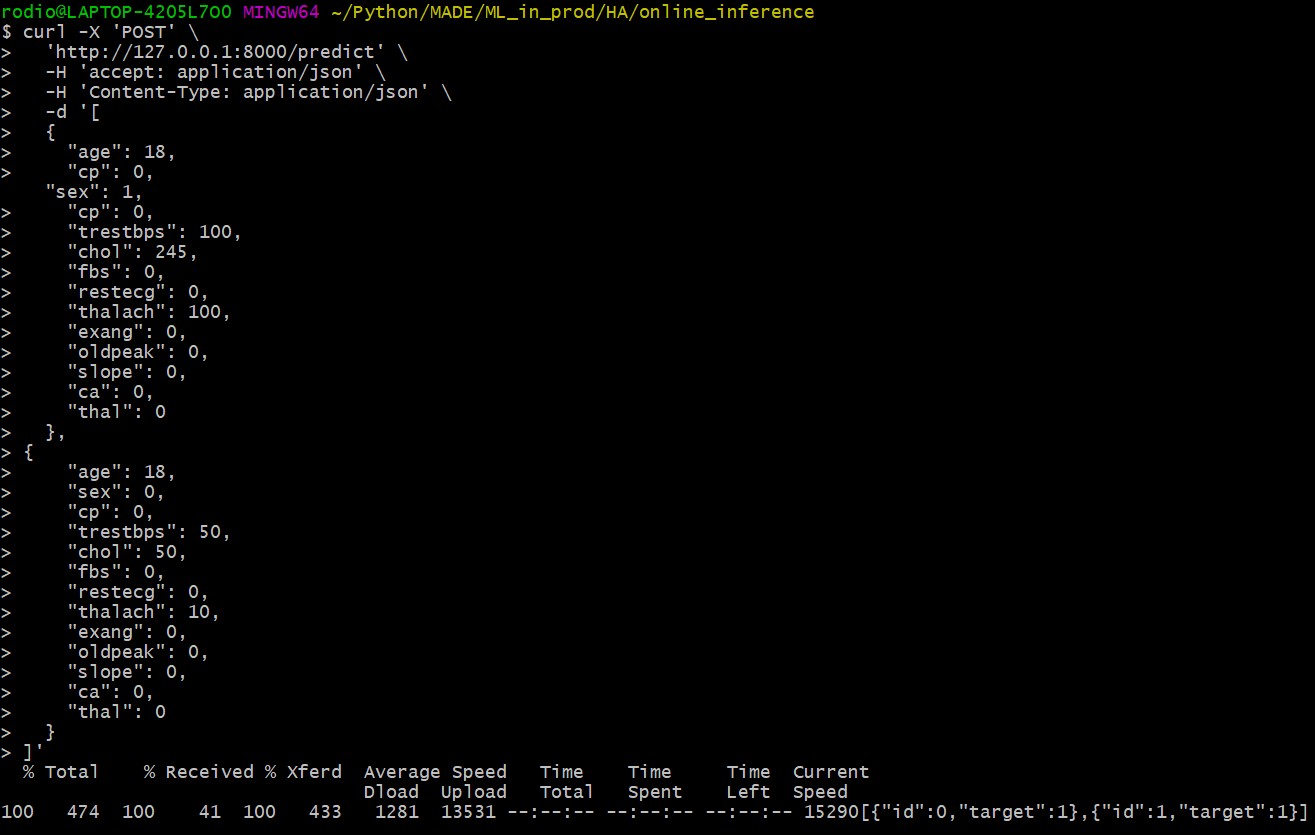 rodio@LAPTOP-4205L7OO MINGW64 ~/Python/MADE/ML_in_prod/HA/online_inference
$ curl -X 'POST' \
>   'http://127.0.0.1:8000/predict' \
>   -H 'accept: application/json' \
>   -H 'Content-Type: application/json' \
>   -d '[
>   {
>     "age": 18,
>     "cp": 0,
    "sex": 1,
>     "cp": 0,
>     "trestbps": 100,
>     "chol": 245,
>     "fbs": 0,
>     "restecg": 0,
>     "thalach": 100,
>     "exang": 0,
>     "oldpeak": 0,
>     "slope": 0,
>     "ca": 0,
>     "thal": 0
>   },
> {
>     "age": 18,
>     "sex": 0,
>     "cp": 0,
>     "trestbps": 50,
>     "chol": 50,
>     "fbs": 0,
>     "restecg": 0,
>     "thalach": 10,
>     "exang": 0,
>     "oldpeak": 0,
>     "slope": 0,
>     "ca": 0,
>     "thal": 0
>   }
> ]'
  % Total    % Received % Xferd  Average Speed   Time    Time     Time  Current
                                 Dload  Upload   Total   Spent    Left  Speed
100   474  100    41  100   433   1281  13531 --:--:-- --:--:-- --:--:-- 15290[{"id":0,"target":1},{"id":1,"target":1}]